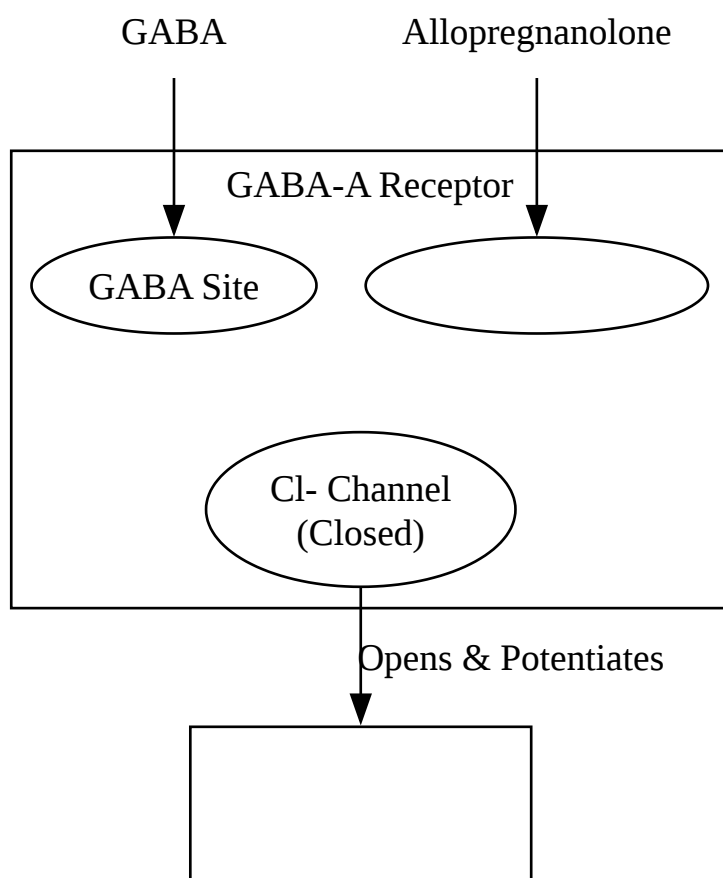 GABA
Allopregnanolone
GABA-A Receptor
GABA Site
Cl- Channel
(Closed)
Opens & Potentiates